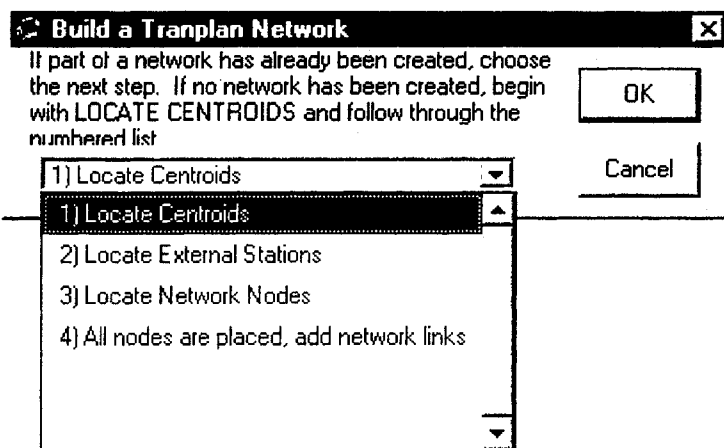 Build a Tranplan Network
If part of a network has already been created, choose
the next step. If no network has been created, begin
with LOCATE CENTROIDS and follow through the
numbered list
OK
Cancel
1) Locate Centroids
1) Locate Centroids
2) Locate External Stations
3) Locate Network Nodes
4) All nodes are placed, add network links